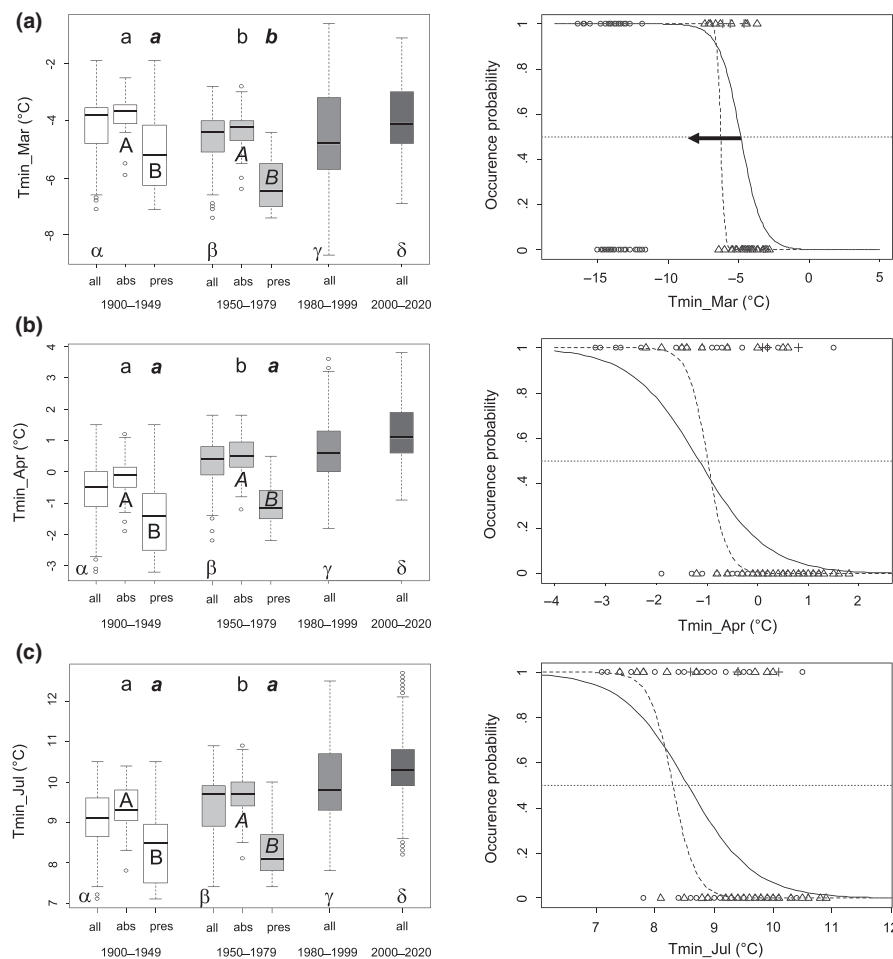 (a)
a a b b
Tmin_Mar (°C)
-2
-4
-6
-8
A B A B
α β γ δ
all abs pres all abs pres all all
1900–1949 1950–1979 1980–1999 2000–2020
Occurence probability
1
.8
.6
.4
.2
0
−15 −10 −5 0 5
Tmin_Mar (°C)
(b)
a a b a
Tmin_Apr (°C)
4
3
2
1
0
-1
-2
-3
A B A B
α β γ δ
all abs pres all abs pres all all
1900–1949 1950–1979 1980–1999 2000–2020
Occurence probability
1
.8
.6
.4
.2
0
−4 −3 −2 −1 0 1 2
Tmin_Apr (°C)
(c)
a a b a
Tmin_Jul (°C)
12
11
10
9
8
7
A B A B
α β γ δ
all abs pres all abs pres all all
1900–1949 1950–1979 1980–1999 2000–2020
Occurence probability
1
.8
.6
.4
.2
0
7 8 9 10 11 12
Tmin_Jul (°C)